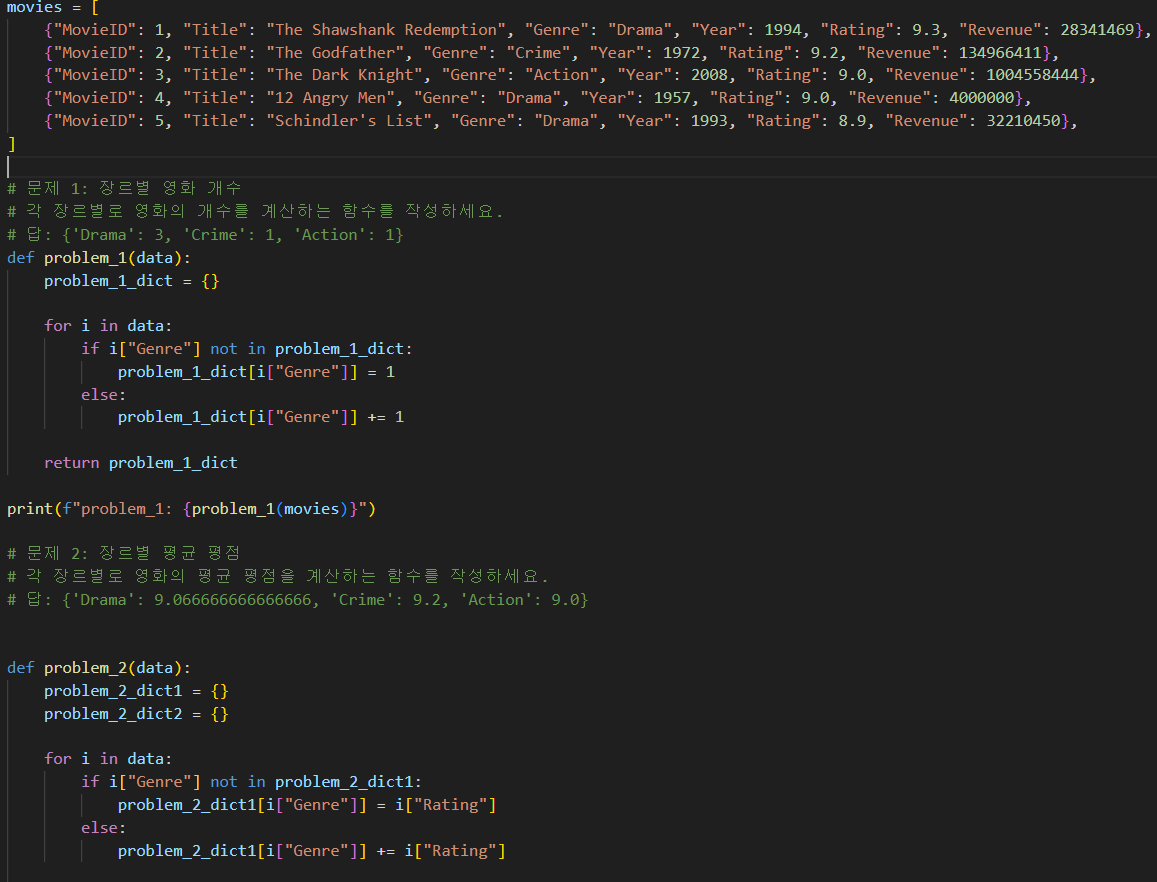 movies = [
    {"MovieID": 1, "Title": "The Shawshank Redemption", "Genre": "Drama", "Year": 1994, "Rating": 9.3, "Revenue": 28341469},
    {"MovieID": 2, "Title": "The Godfather", "Genre": "Crime", "Year": 1972, "Rating": 9.2, "Revenue": 134966411},
    {"MovieID": 3, "Title": "The Dark Knight", "Genre": "Action", "Year": 2008, "Rating": 9.0, "Revenue": 1004558444},
    {"MovieID": 4, "Title": "12 Angry Men", "Genre": "Drama", "Year": 1957, "Rating": 9.0, "Revenue": 4000000},
    {"MovieID": 5, "Title": "Schindler's List", "Genre": "Drama", "Year": 1993, "Rating": 8.9, "Revenue": 32210450},
]
# 문제 1: 장르별 영화 개수
# 각 장르별로 영화의 개수를 계산하는 함수를 작성하세요.
# 답: {'Drama': 3, 'Crime': 1, 'Action': 1}
def problem_1(data):
    problem_1_dict = {}
    for i in data:
        if i["Genre"] not in problem_1_dict:
            problem_1_dict[i["Genre"]] = 1
        else:
            problem_1_dict[i["Genre"]] += 1
    return problem_1_dict
print(f"problem_1: {problem_1(movies)}")
# 문제 2: 장르별 평균 평점
# 각 장르별로 영화의 평균 평점을 계산하는 함수를 작성하세요.
# 답: {'Drama': 9.066666666666666, 'Crime': 9.2, 'Action': 9.0}
def problem_2(data):
    problem_2_dict1 = {}
    problem_2_dict2 = {}
    for i in data:
        if i["Genre"] not in problem_2_dict1:
            problem_2_dict1[i["Genre"]] = i["Rating"]
        else:
            problem_2_dict1[i["Genre"]] += i["Rating"]